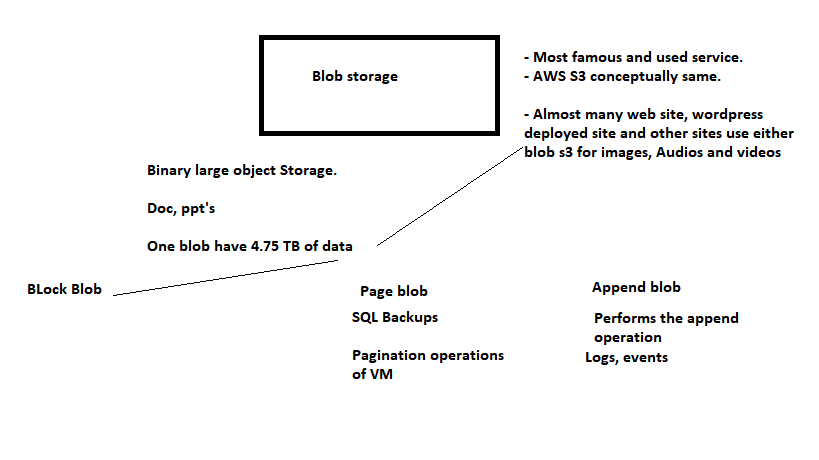 Blob storage
- Most famous and used service.
- AWS S3 conceptually same.
- Almost many web site, wordpress
deployed site and other sites use either
blob s3 for images, Audios and videos
Binary large object Storage.
Doc, ppt's
One blob have 4.75 TB of data
BLock Blob
Page blob
SQL Backups
Pagination operations
of VM
Append blob
Performs the append
operation
Logs, events